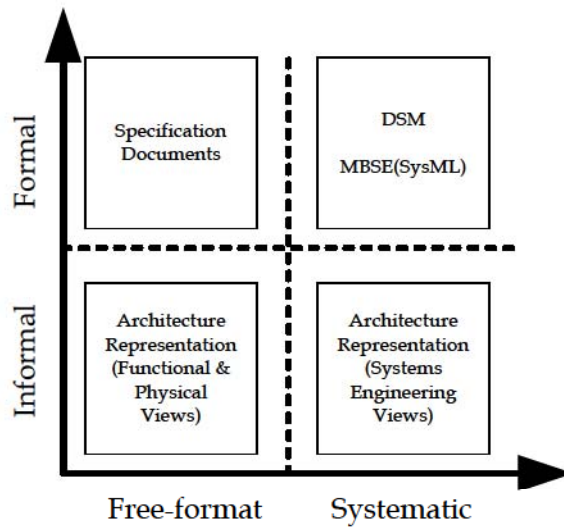 Formal
Specification
Documents
DSM
MBSE(SysML)
Informal
Architecture
Representation
(Functional &
Physical
Views)
Architecture
Representation
(Systems
Engineering
Views)
Free-format
Systematic